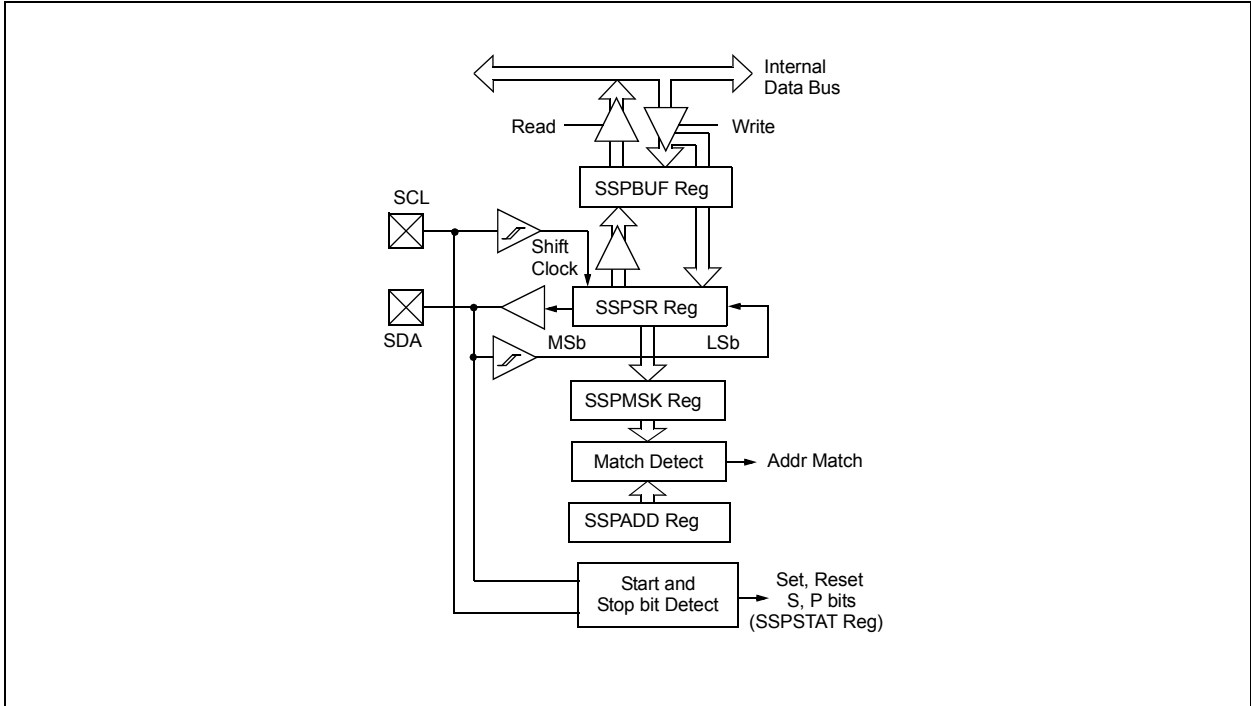 Internal
Data Bus
Read
Write
SSPBUF Reg
SCL
Shift
Clock
SSPSR Reg
SDA
MSb
LSb
SSPMSK Reg
Match Detect
Addr Match
SSPADD Reg
Start and
Stop bit Detect
Set, Reset
S, P bits
(SSPSTAT Reg)